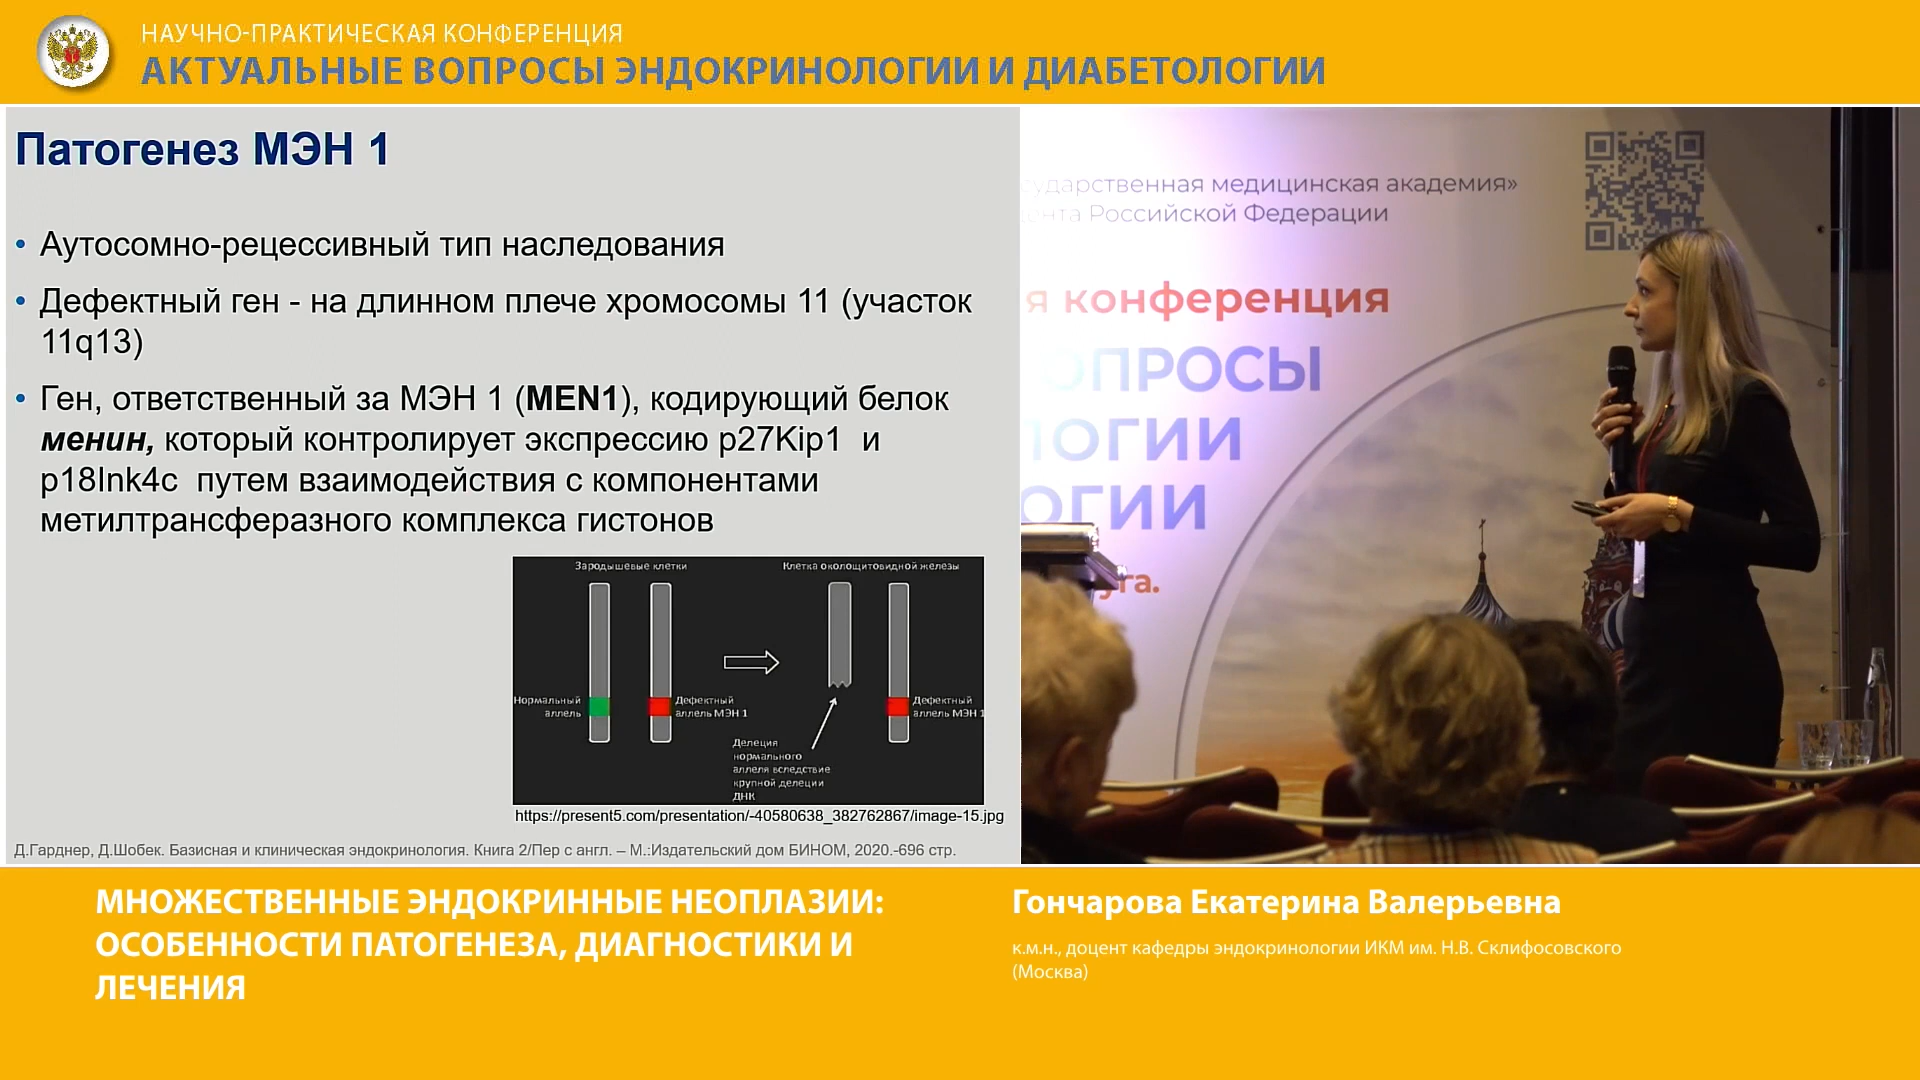 НАУЧНО-ПРАКТИЧЕСКАЯ КОНФЕРЕНЦИЯ
АКТУАЛЬНЫЕ ВОПРОСЫ ЭНДОКРИНОЛОГИИ И ДИАБЕТОЛОГИИ
Патогенез МЭН 1
• Аутосомно-рецессивный тип наследования
• Дефектный ген - на длинном плече хромосомы 11 (участок
11q13)
• Ген, ответственный за МЭН 1 (MEN1), кодирующий белок
менин, который контролирует экспрессию p27Kip1 и
p18Ink4c путем взаимодействия с компонентами
метилтрансферазного комплекса гистонов
Зародышевые клетки
Клетка околощитовидной железы
Нормальный
аллель
Дефектный
аллель МЭН 1
Дефектный
аллель МЭН 1
Делеция
нормального
аллеля вследствие
крупной делеции
ДНК
https://present5.com/presentation/-40580638_382762867/image-15.jpg
Д.Гарднер, Д.Шобек. Базисная и клиническая эндокринология. Книга 2/Пер с англ. – М.:Издательский дом БИНОМ, 2020.-696 стр.
сударственная медицинская академия»
ента Российской Федерации
я конференция
ОПРОСЫ
ЛОГИИ
ОГИИ
уга.
МНОЖЕСТВЕННЫЕ ЭНДОКРИННЫЕ НЕОПЛАЗИИ:
ОСОБЕННОСТИ ПАТОГЕНЕЗА, ДИАГНОСТИКИ И
ЛЕЧЕНИЯ
Гончарова Екатерина Валерьевна
к.м.н., доцент кафедры эндокринологии ИКМ им. Н.В. Склифосовского
(Москва)